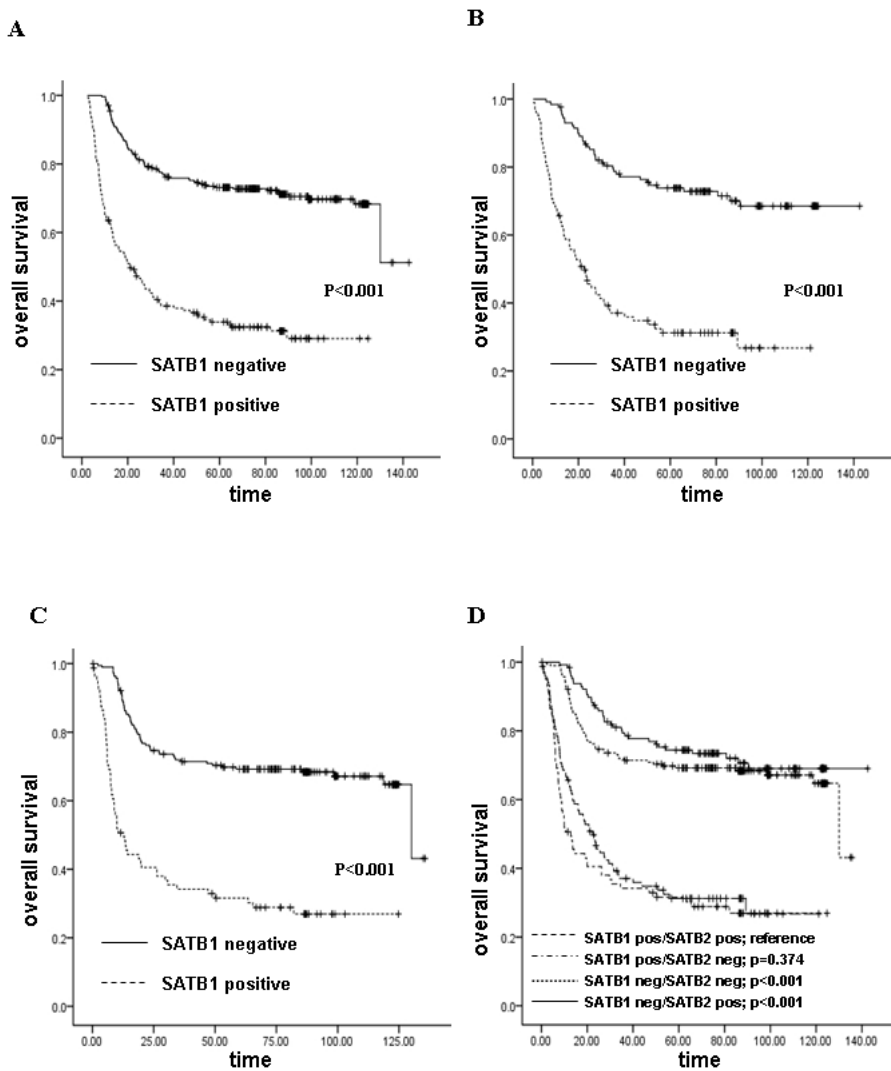 A
1.0
0.8
0.6
0.4
0.2
0.0
overall survival
P<0.001
SATB1 negative
SATB1 positive
0.00 20.00 40.00 60.00 80.00 100.00 120.00 140.00
time
B
1.0
0.8
0.6
0.4
0.2
0.0
overall survival
P<0.001
SATB1 negative
SATB1 positive
0.00 20.00 40.00 60.00 80.00 100.00 120.00 140.00
time
C
1.0
0.8
0.6
0.4
0.2
0.0
overall survival
P<0.001
SATB1 negative
SATB1 positive
0.00 25.00 50.00 75.00 100.00 125.00
time
D
1.0
0.8
0.6
0.4
0.2
0.0
overall survival
SATB1 pos/SATB2 pos; reference
SATB1 pos/SATB2 neg; p=0.374
SATB1 neg/SATB2 neg; p<0.001
SATB1 neg/SATB2 pos; p<0.001
0.00 20.00 40.00 60.00 80.00 100.00 120.00 140.00
time